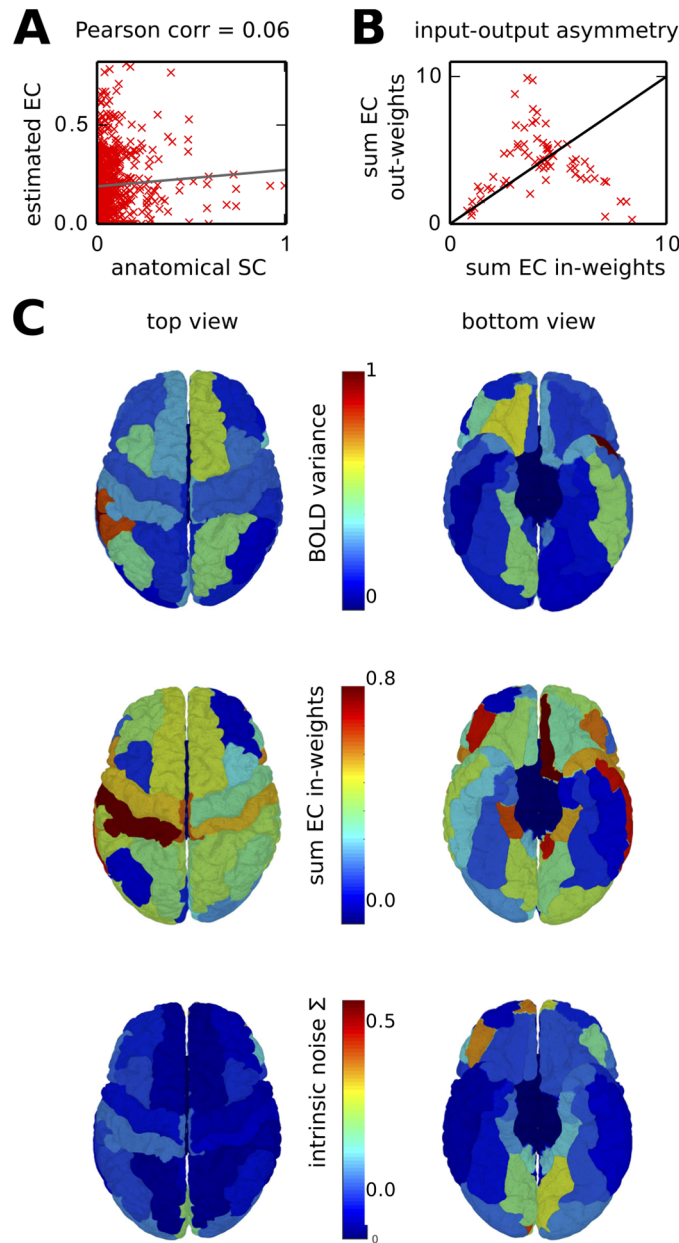 A Pearson corr = 0.06
estimated EC
0.5
0.0
0
1
anatomical SC
B input-output asymmetry
sum EC
out-weights
10
0
0
10
sum EC in-weights
C
top view
bottom view
BOLD variance
1
0
sum EC in-weights
0.8
0.0
intrinsic noise Σ
0.5
0.0
0